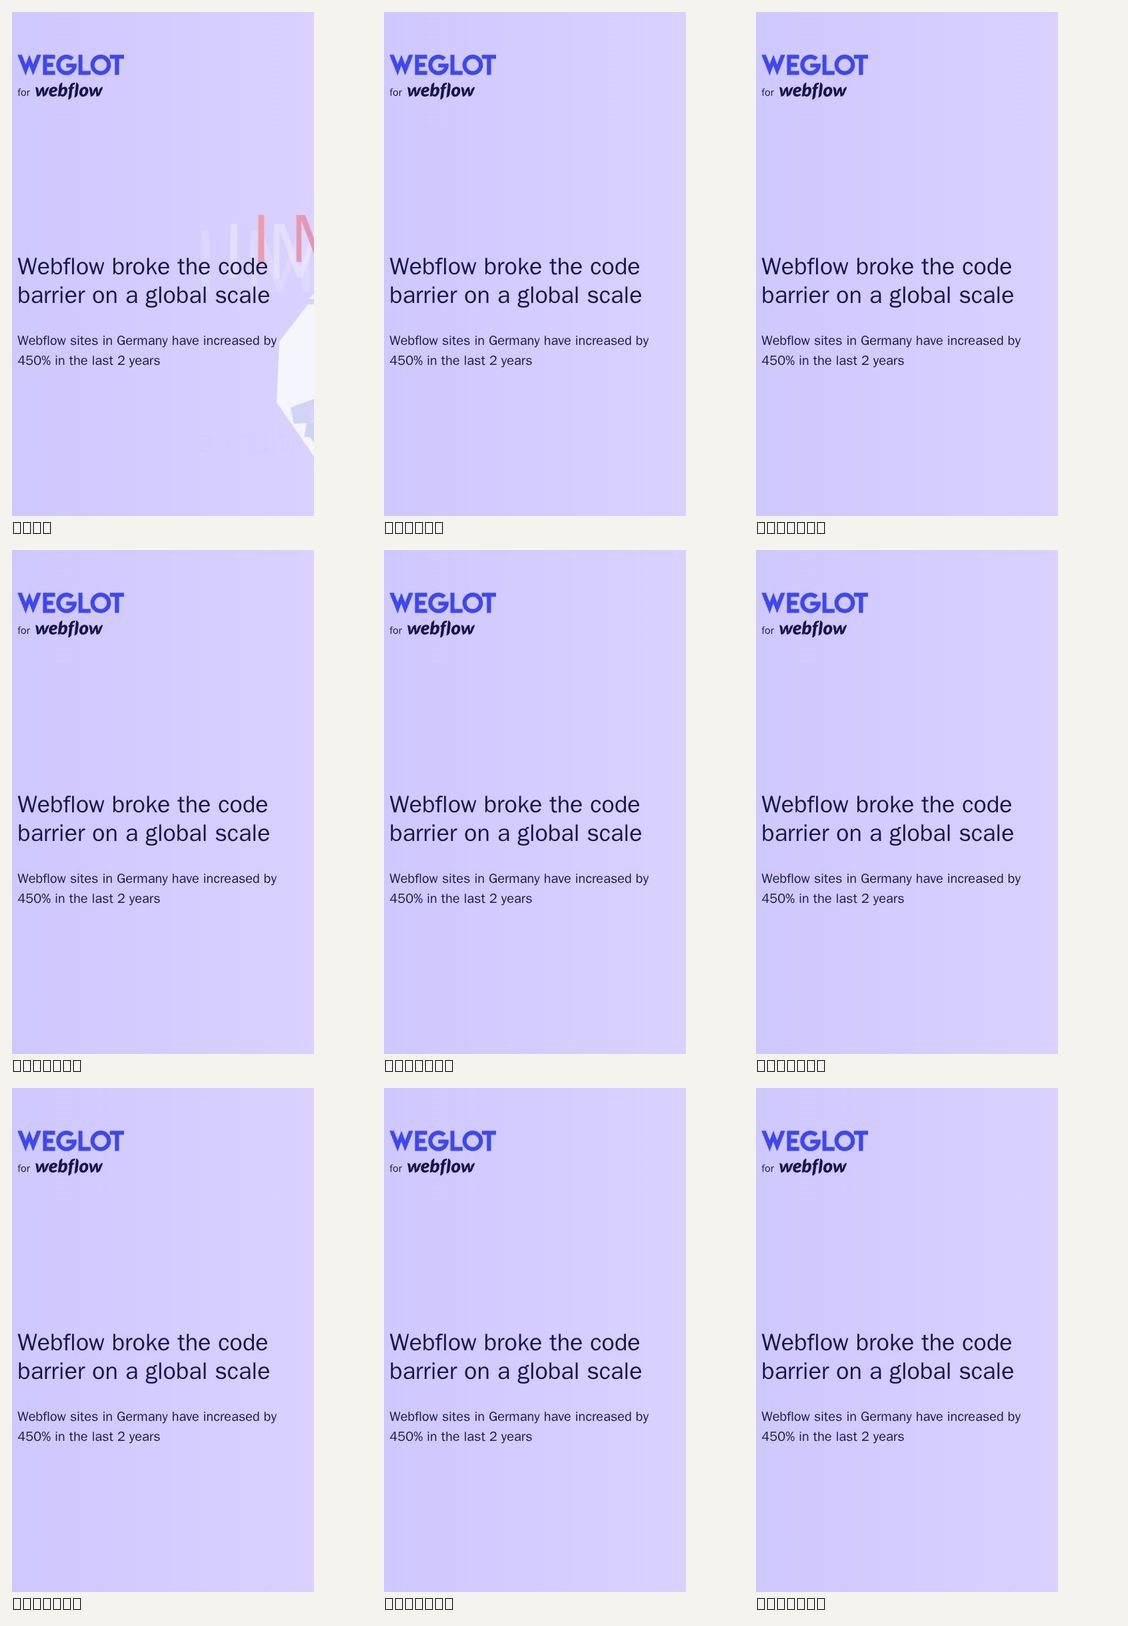 WEGLOT
for webflow
Webflow broke the code
barrier on a global scale
Webflow sites in Germany have increased by
450% in the last 2 years
WEGLOT
for webflow
Webflow broke the code
barrier on a global scale
Webflow sites in Germany have increased by
450% in the last 2 years
WEGLOT
for webflow
Webflow broke the code
barrier on a global scale
Webflow sites in Germany have increased by
450% in the last 2 years
WEGLOT
for webflow
Webflow broke the code
barrier on a global scale
Webflow sites in Germany have increased by
450% in the last 2 years
WEGLOT
for webflow
Webflow broke the code
barrier on a global scale
Webflow sites in Germany have increased by
450% in the last 2 years
WEGLOT
for webflow
Webflow broke the code
barrier on a global scale
Webflow sites in Germany have increased by
450% in the last 2 years
WEGLOT
for webflow
Webflow broke the code
barrier on a global scale
Webflow sites in Germany have increased by
450% in the last 2 years
WEGLOT
for webflow
Webflow broke the code
barrier on a global scale
Webflow sites in Germany have increased by
450% in the last 2 years
WEGLOT
for webflow
Webflow broke the code
barrier on a global scale
Webflow sites in Germany have increased by
450% in the last 2 years